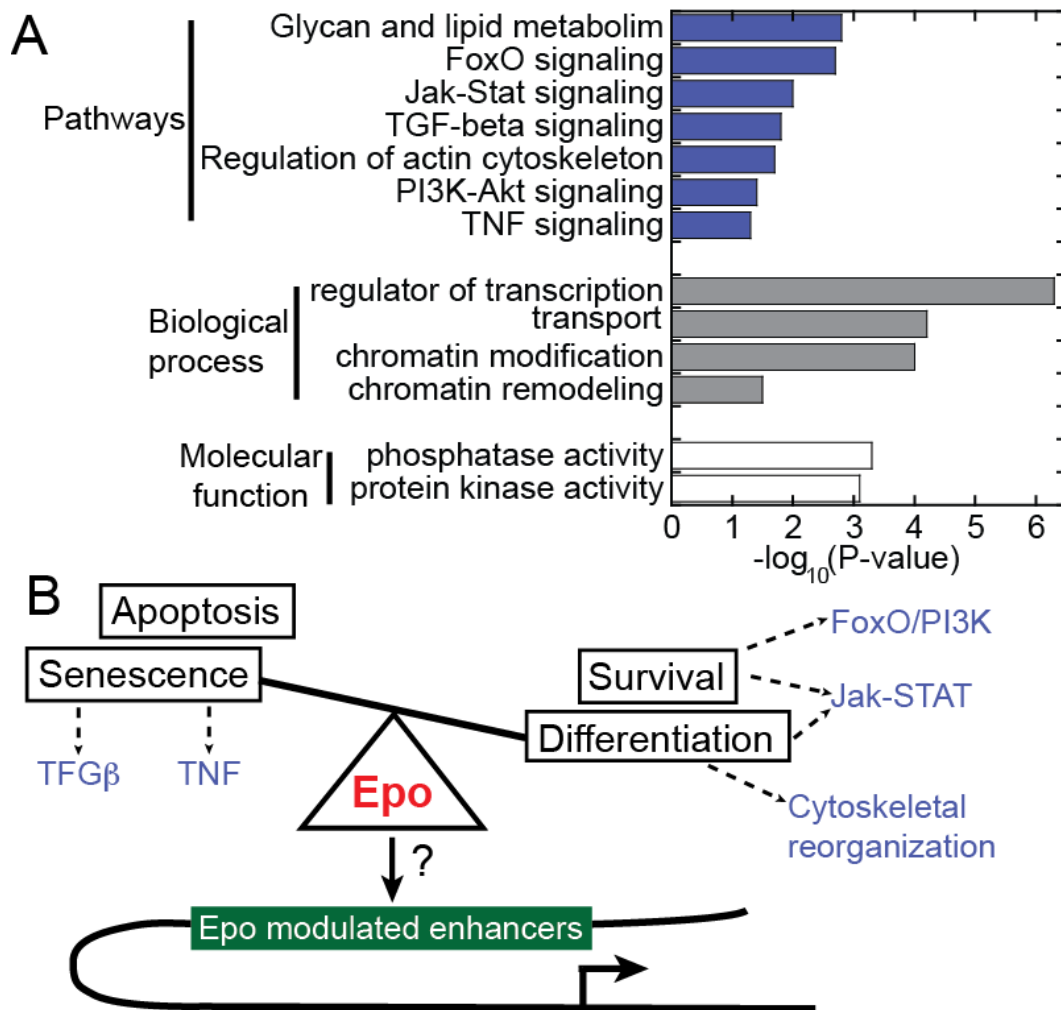 A
Pathways
Glycan and lipid metabolim
FoxO signaling
Jak-Stat signaling
TGF-beta signaling
Regulation of actin cytoskeleton
PI3K-Akt signaling
TNF signaling
Biological
process
regulator of transcription
transport
chromatin modification
chromatin remodeling
Molecular
function
phosphatase activity
protein kinase activity
0 1 2 3 4 5 6
-log10(P-value)
B
Apoptosis
Senescence
TFGβ
TNF
Epo
Survival
Differentiation
FoxO/PI3K
Jak-STAT
Cytoskeletal
reorganization
?
Epo modulated enhancers